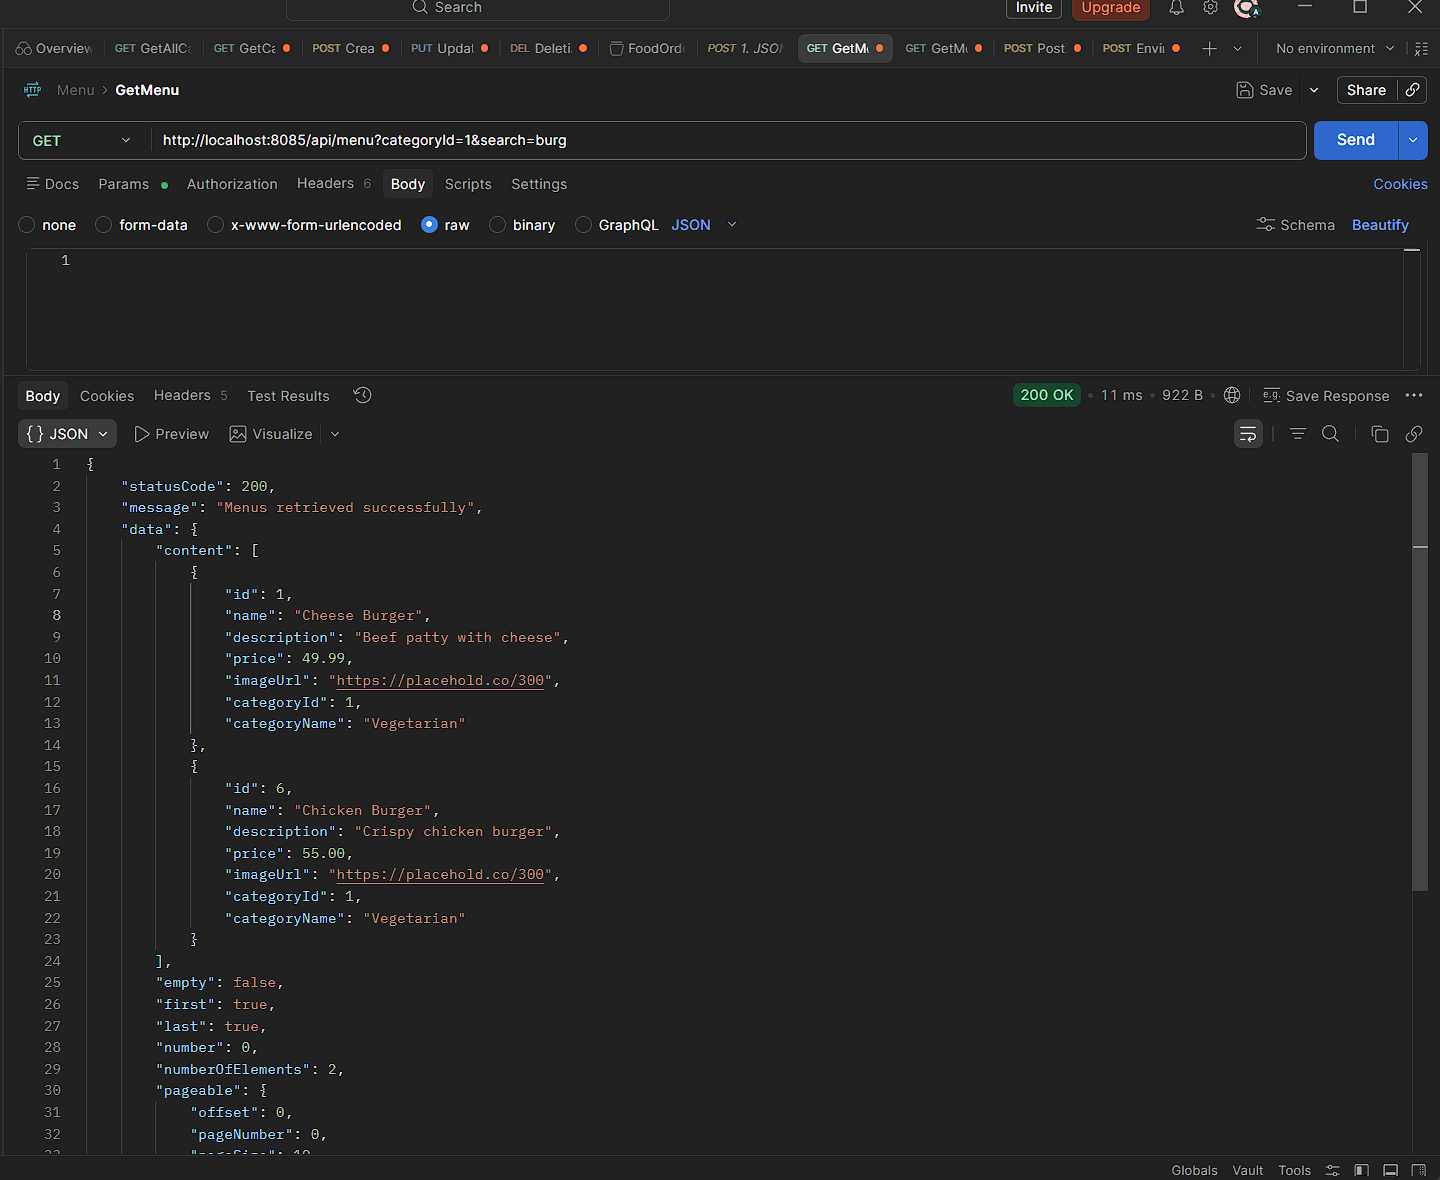 Search
Invite
Upgrade
Overview
GET GetAllCa
GET GetCa
POST Crea
PUT Updat
DEL Deleti
FoodOrd
POST 1. JSON
GET GetM
GET GetM
POST Post
POST Envi
No environment
HTTP Menu > GetMenu
Save
Share
GET
http://localhost:8085/api/menu?categoryId=1&search=burg
Send
Docs
Params
Authorization
Headers 6
Body
Scripts
Settings
Cookies
none
form-data
x-www-form-urlencoded
raw
binary
GraphQL
JSON
Schema
Beautify
1
Body
Cookies
Headers 5
Test Results
200 OK • 11 ms • 922 B
e.g. Save Response
{} JSON
Preview
Visualize
1 {
2 "statusCode": 200,
3 "message": "Menus retrieved successfully",
4 "data": {
5 "content": [
6 {
7 "id": 1,
8 "name": "Cheese Burger",
9 "description": "Beef patty with cheese",
10 "price": 49.99,
11 "imageUrl": "https://placehold.co/300",
12 "categoryId": 1,
13 "categoryName": "Vegetarian"
14 },
15 {
16 "id": 6,
17 "name": "Chicken Burger",
18 "description": "Crispy chicken burger",
19 "price": 55.00,
20 "imageUrl": "https://placehold.co/300",
21 "categoryId": 1,
22 "categoryName": "Vegetarian"
23 }
24 ],
25 "empty": false,
26 "first": true,
27 "last": true,
28 "number": 0,
29 "numberOfElements": 2,
30 "pageable": {
31 "offset": 0,
32 "pageNumber": 0,
33 "pageSize": 10
Globals
Vault
Tools